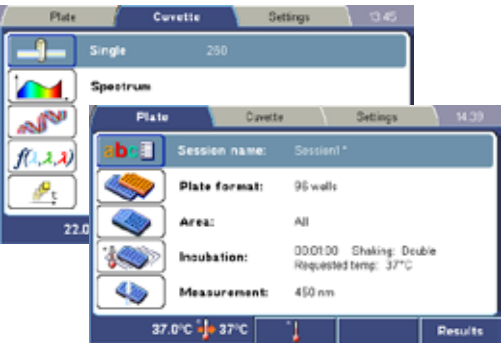 Plate Cuvette Settings 13:45
Single 260
Spectrum
f(λ,λ,λ)
22.0
Plate Cuvette Settings 14:39
abc Session name: Session1*
Plate format: 96 wells
Area: All
Incubation: 00:01:00 Shaking: Double
Requested temp: 37°C
Measurement: 450 nm
37.0°C 37°C Results